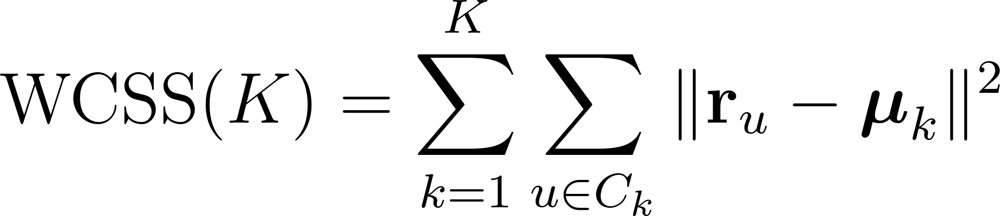 WCSS(K) = \sum_{k=1}^{K} \sum_{u \in C_k} \|\mathbf{r}_u - \boldsymbol{\mu}_k\|^2